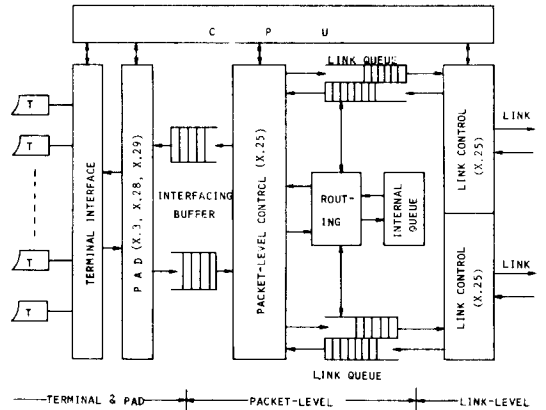 C P U
LINK QUEUE
T
T
T
T
TERMINAL INTERFACE
P A D (X.3, X.28, X.29)
INTERFACING
BUFFER
PACKET-LEVEL CONTROL (X.25)
ROUT-
ING
INTERNAL
QUEUE
LINK CONTROL
(X.25)
LINK
LINK CONTROL
(X.25)
LINK
LINK QUEUE
TERMINAL & PAD
PACKET-LEVEL
LINK-LEVEL